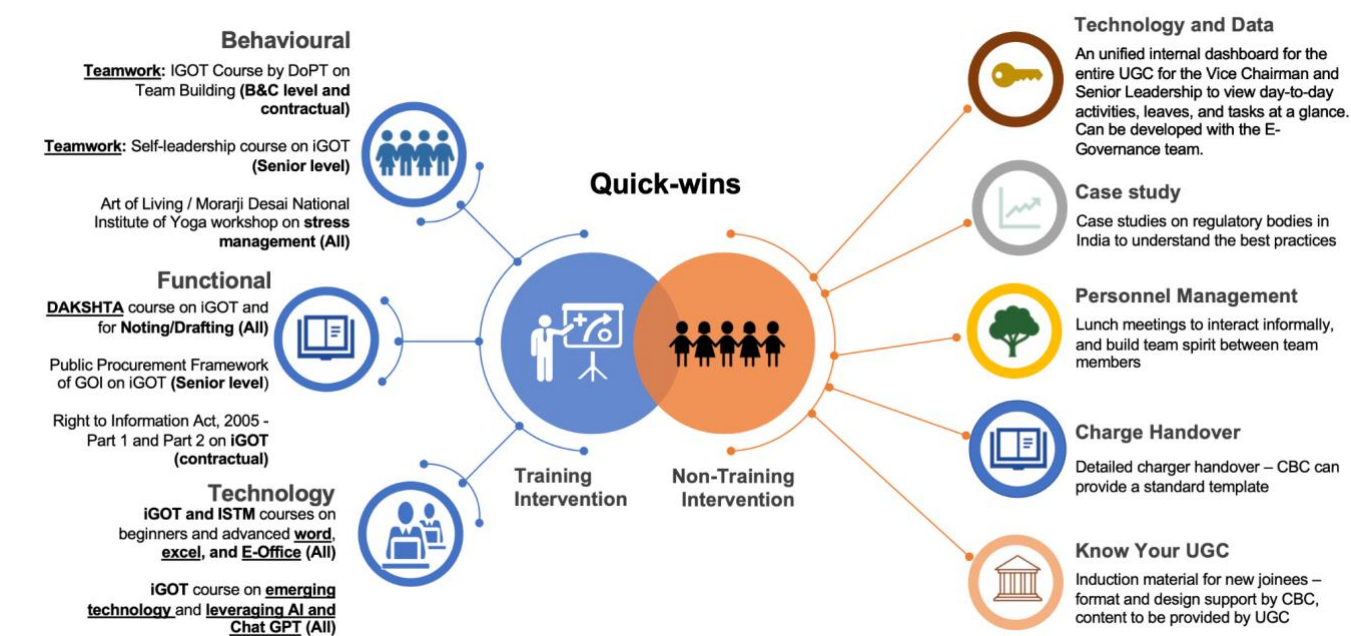 Behavioural
Teamwork: IGOT Course by DoPT on
Team Building (B&C level and
contractual)
Teamwork: Self-leadership course on iGOT
(Senior level)
Art of Living / Morarji Desai National
Institute of Yoga workshop on stress
management (All)
Functional
DAKSHTA course on iGOT and
for Noting/Drafting (All)
Public Procurement Framework
of GOI on iGOT (Senior level)
Right to Information Act, 2005 -
Part 1 and Part 2 on iGOT
(contractual)
Technology
iGOT and ISTM courses on
beginners and advanced word,
excel, and E-Office (All)
iGOT course on emerging
technology and leveraging AI and
Chat GPT (All)
Quick-wins
Training
Intervention
Non-Training
Intervention
Technology and Data
An unified internal dashboard for the
entire UGC for the Vice Chairman and
Senior Leadership to view day-to-day
activities, leaves, and tasks at a glance.
Can be developed with the E-
Governance team.
Case study
Case studies on regulatory bodies in
India to understand the best practices
Personnel Management
Lunch meetings to interact informally,
and build team spirit between team
members
Charge Handover
Detailed charger handover – CBC can
provide a standard template
Know Your UGC
Induction material for new joinees –
format and design support by CBC,
content to be provided by UGC